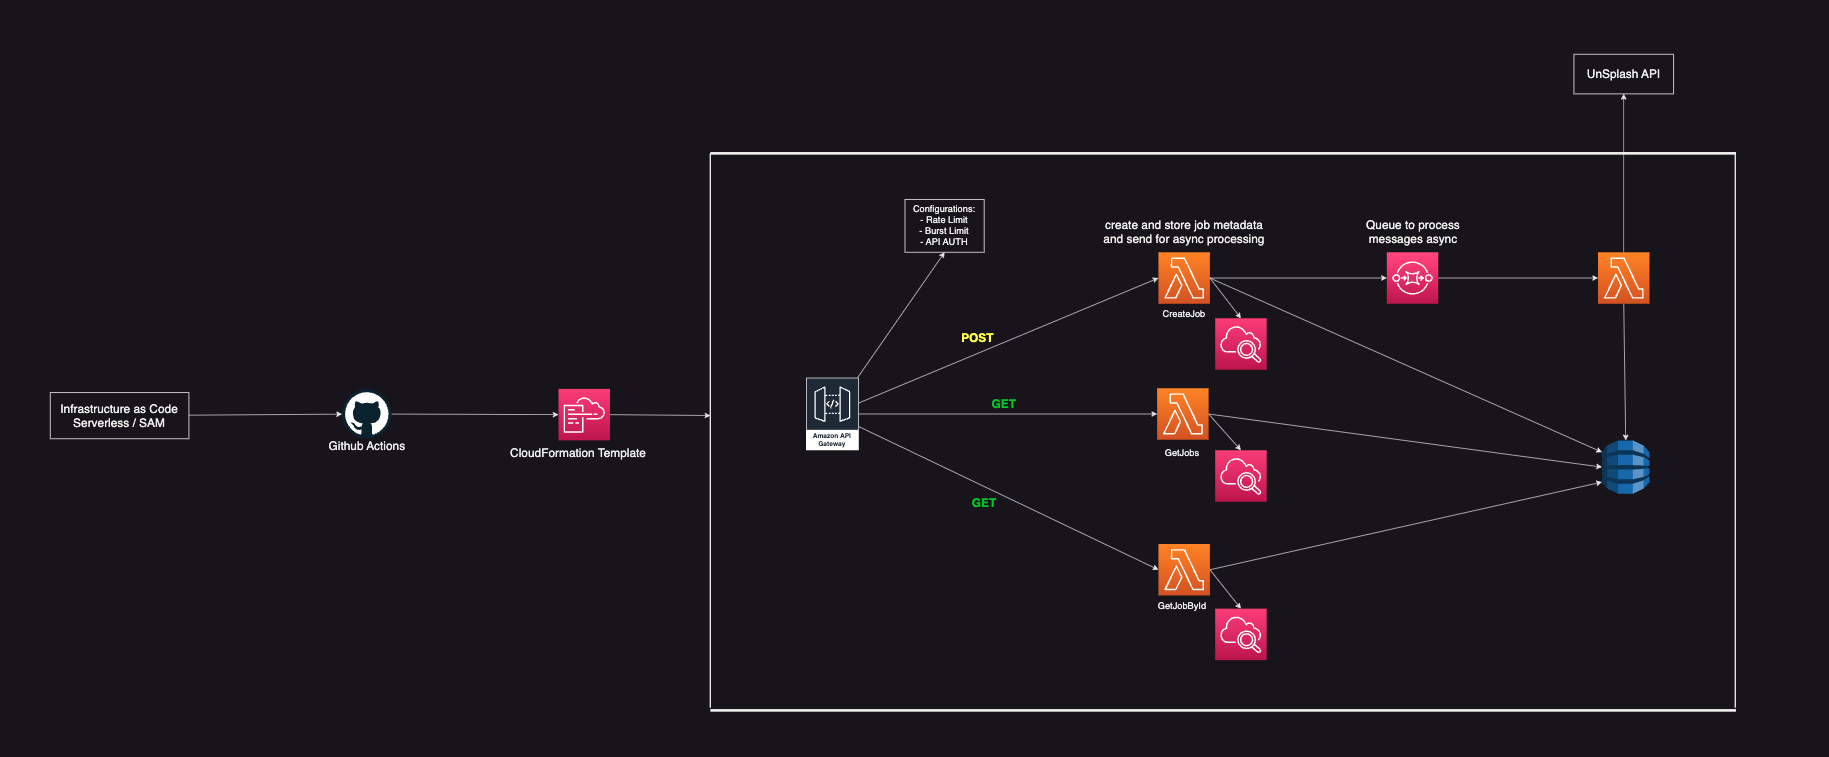 UnSplash API
Configurations:
- Rate Limit
- Burst Limit
- API AUTH
create and store job metadata
and send for async processing
Queue to process
messages async
CreateJob
POST
Infrastructure as Code
Serverless / SAM
Github Actions
CloudFormation Template
Amazon API
Gateway
GET
GetJobs
GET
GetJobById